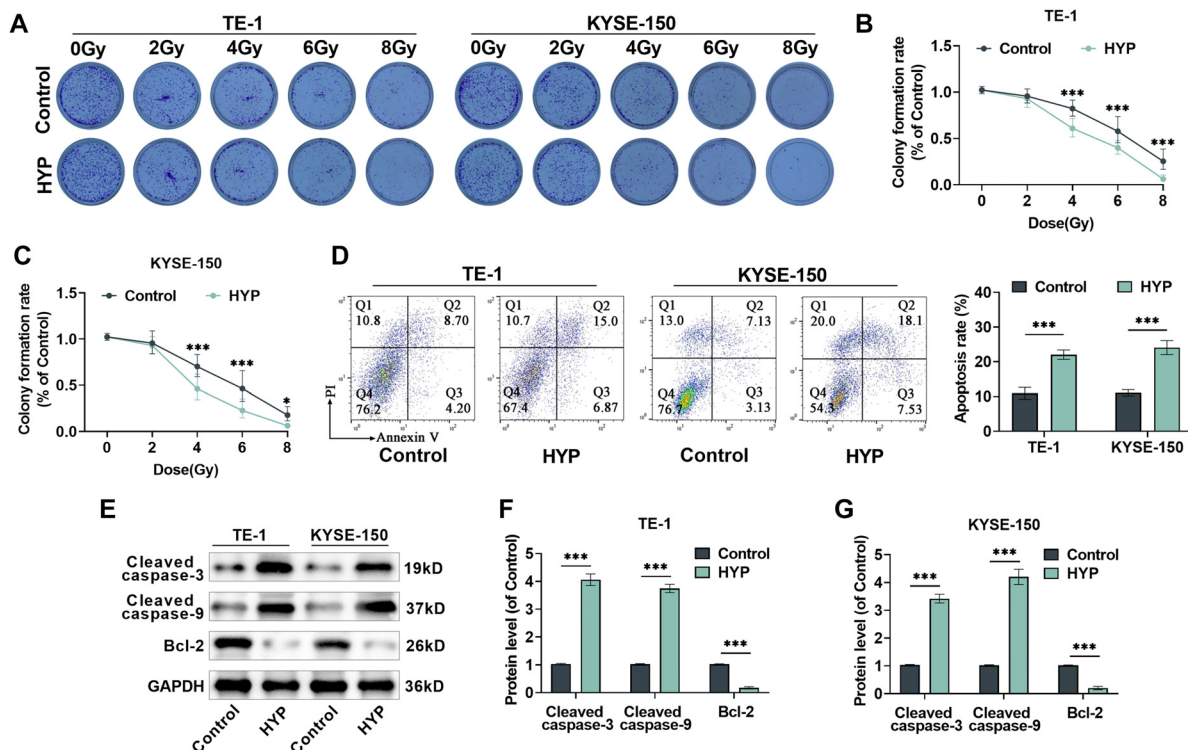 A
TE-1
KYSE-150
0Gy 2Gy 4Gy 6Gy 8Gy 0Gy 2Gy 4Gy 6Gy 8Gy
Control
HYP
B
TE-1
Control HYP
Colony formation rate
(% of Control)
1.5
1.0
0.5
0.0
*** *** ***
0 2 4 6 8
Dose(Gy)
C
KYSE-150
Control HYP
Colony formation rate
(% of Control)
1.5
1.0
0.5
0.0
*** *** *
0 2 4 6 8
Dose(Gy)
D
TE-1 KYSE-150
Q1 10.8 Q2 8.70
Q4 76.2 Q3 4.20
Q1 10.7 Q2 15.0
Q4 67.4 Q3 6.87
Q1 13.0 Q2 7.13
Q4 76.7 Q3 3.13
Q1 20.0 Q2 18.1
Q4 54.3 Q3 7.53
PI
Annexin V
Control HYP Control HYP
Control HYP
Apoptosis rate (%)
40
30
20
10
0
*** ***
TE-1 KYSE-150
E
TE-1 KYSE-150
Cleaved
caspase-3
19kD
Cleaved
caspase-9
37kD
Bcl-2 26kD
GAPDH 36kD
Control HYP Control HYP
F
TE-1
Control
HYP
Protein level (of Control)
5
4
3
2
1
0
*** *** ***
Cleaved
caspase-3
Cleaved
caspase-9
Bcl-2
G
KYSE-150
Control
HYP
Protein level (of Control)
5
4
3
2
1
0
*** *** ***
Cleaved
caspase-3
Cleaved
caspase-9
Bcl-2